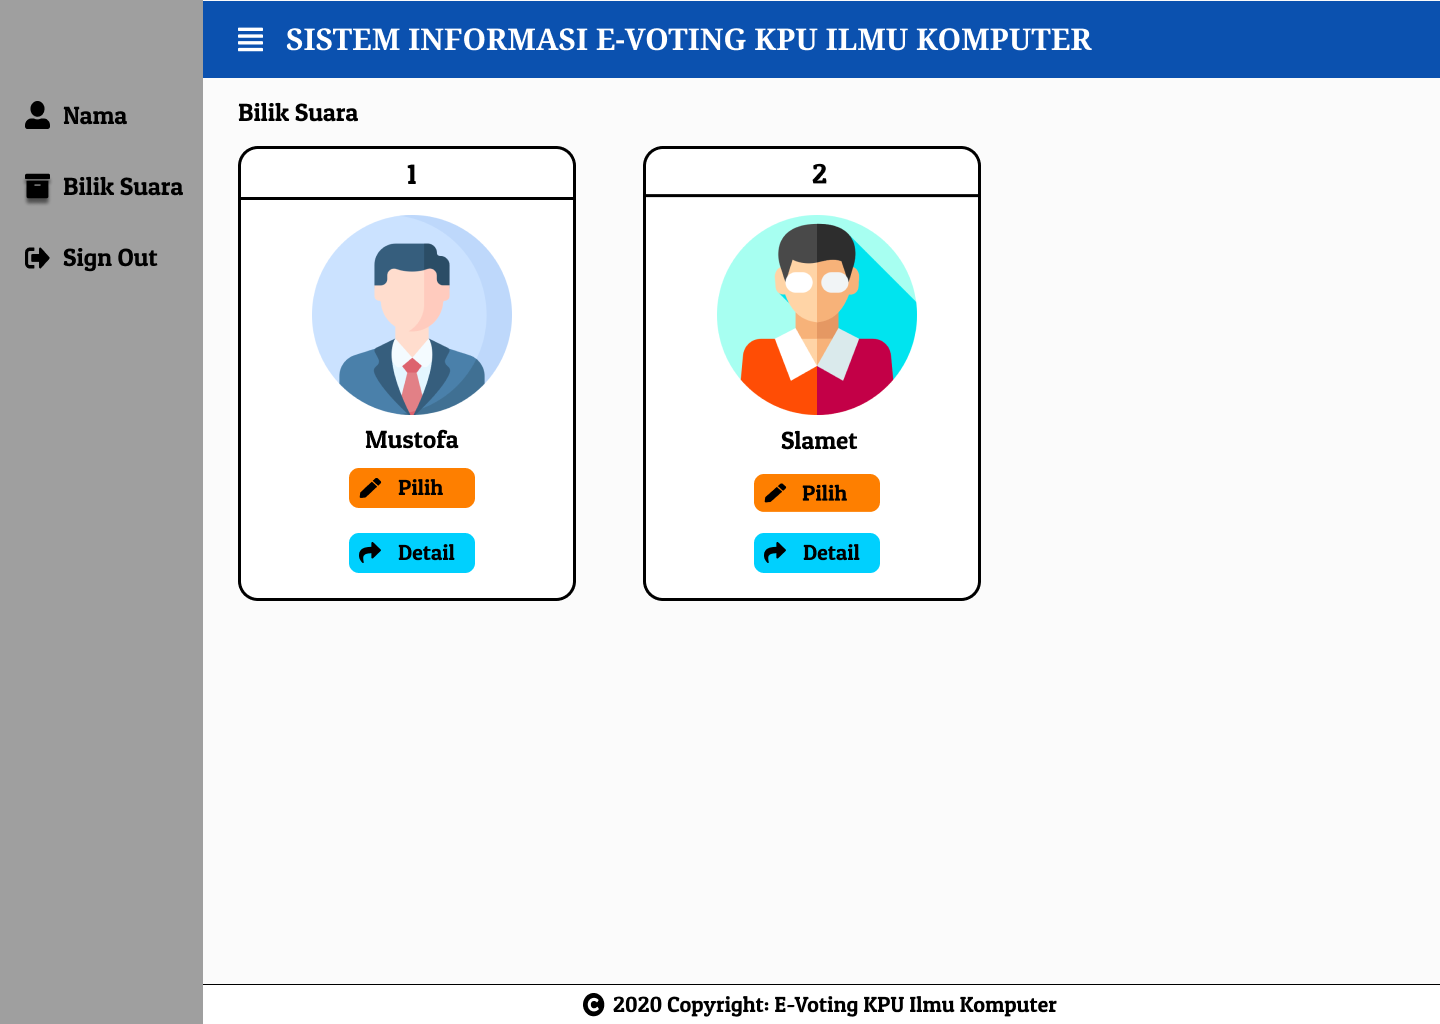 SISTEM INFORMASI E-VOTING KPU ILMU KOMPUTER
Nama
Bilik Suara
Sign Out
Bilik Suara
1
Mustofa
Pilih
Detail
2
Slamet
Pilih
Detail
© 2020 Copyright: E-Voting KPU Ilmu Komputer